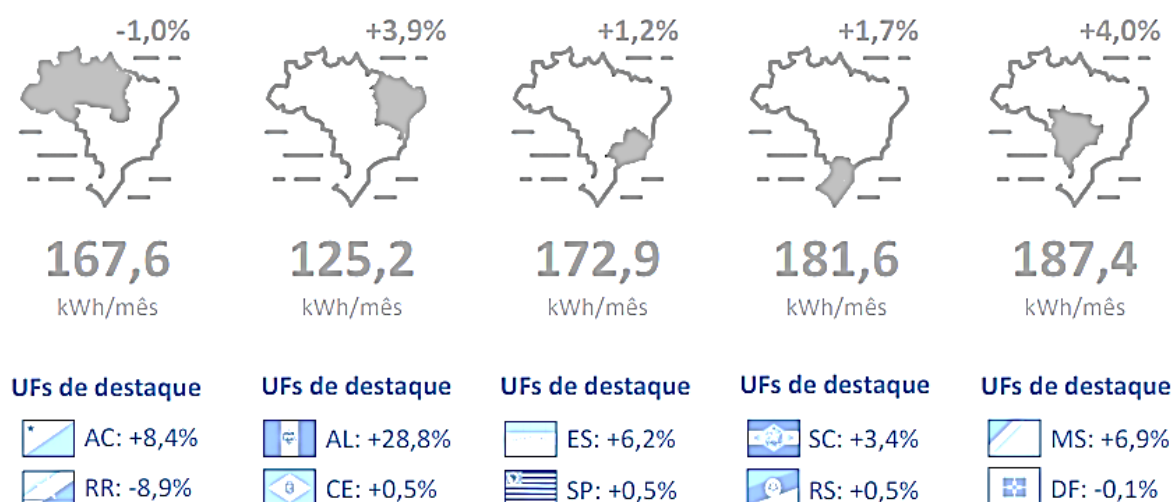 -1,0%
+3,9%
+1,2%
+1,7%
+4,0%
167,6
125,2
172,9
181,6
187,4
kWh/mês
kWh/mês
kWh/mês
kWh/mês
kWh/mês
UFs de destaque
UFs de destaque
UFs de destaque
UFs de destaque
UFs de destaque
AC: +8,4%
AL: +28,8%
ES: +6,2%
SC: +3,4%
MS: +6,9%
RR: -8,9%
CE: +0,5%
SP: +0,5%
RS: +0,5%
DF: -0,1%